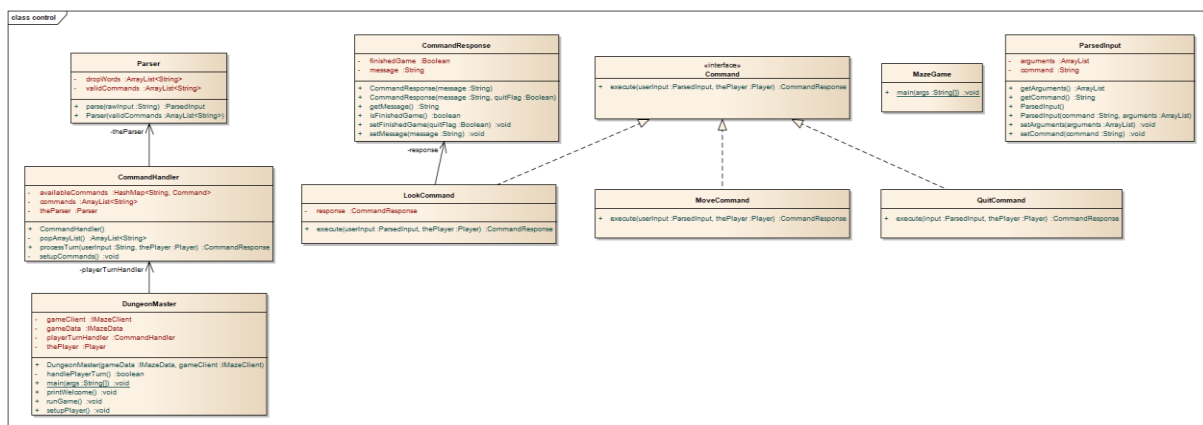 class control
Parser
- dropWords :ArrayList<String>
- validCommands :ArrayList<String>
+ parse(rawInput :String) :ParsedInput
+ Parser(validCommands :ArrayList<String>)
-theParser
CommandHandler
- availableCommands :HashMap<String, Command>
- commands :ArrayList<String>
- theParser :Parser
+ CommandHandler()
- popArrayList() :ArrayList<String>
+ processTurn(userInput :String, thePlayer :Player) :CommandResponse
- setupCommands() :void
-playerTurnHandler
DungeonMaster
- gameClient :IMazeClient
- gameData :IMazeData
- playerTurnHandler :CommandHandler
- thePlayer :Player
+ DungeonMaster(gameData :IMazeData, gameClient :IMazeClient)
- handlePlayerTurn() :boolean
+ main(args :String[]) :void
+ printWelcome() :void
+ runGame() :void
+ setupPlayer() :void
CommandResponse
- finishedGame :Boolean
- message :String
+ CommandResponse(message :String)
+ CommandResponse(message :String, quitFlag :Boolean)
+ getMessage() :String
+ isFinishedGame() :boolean
+ setFinishedGame(quitFlag :Boolean) :void
+ setMessage(message :String) :void
-response
LookCommand
- response :CommandResponse
+ execute(userInput :ParsedInput, thePlayer :Player) :CommandResponse
«interface»
Command
+ execute(userInput :ParsedInput, thePlayer :Player) :CommandResponse
MoveCommand
+ execute(userInput :ParsedInput, thePlayer :Player) :CommandResponse
MazeGame
+ main(args :String[]) :void
QuitCommand
+ execute(input :ParsedInput, thePlayer :Player) :CommandResponse
ParsedInput
- arguments :ArrayList
- command :String
+ getArguments() :ArrayList
+ getCommand() :String
+ ParsedInput()
+ ParsedInput(command :String, arguments :ArrayList)
+ setArguments(arguments :ArrayList) :void
+ setCommand(command :String) :void